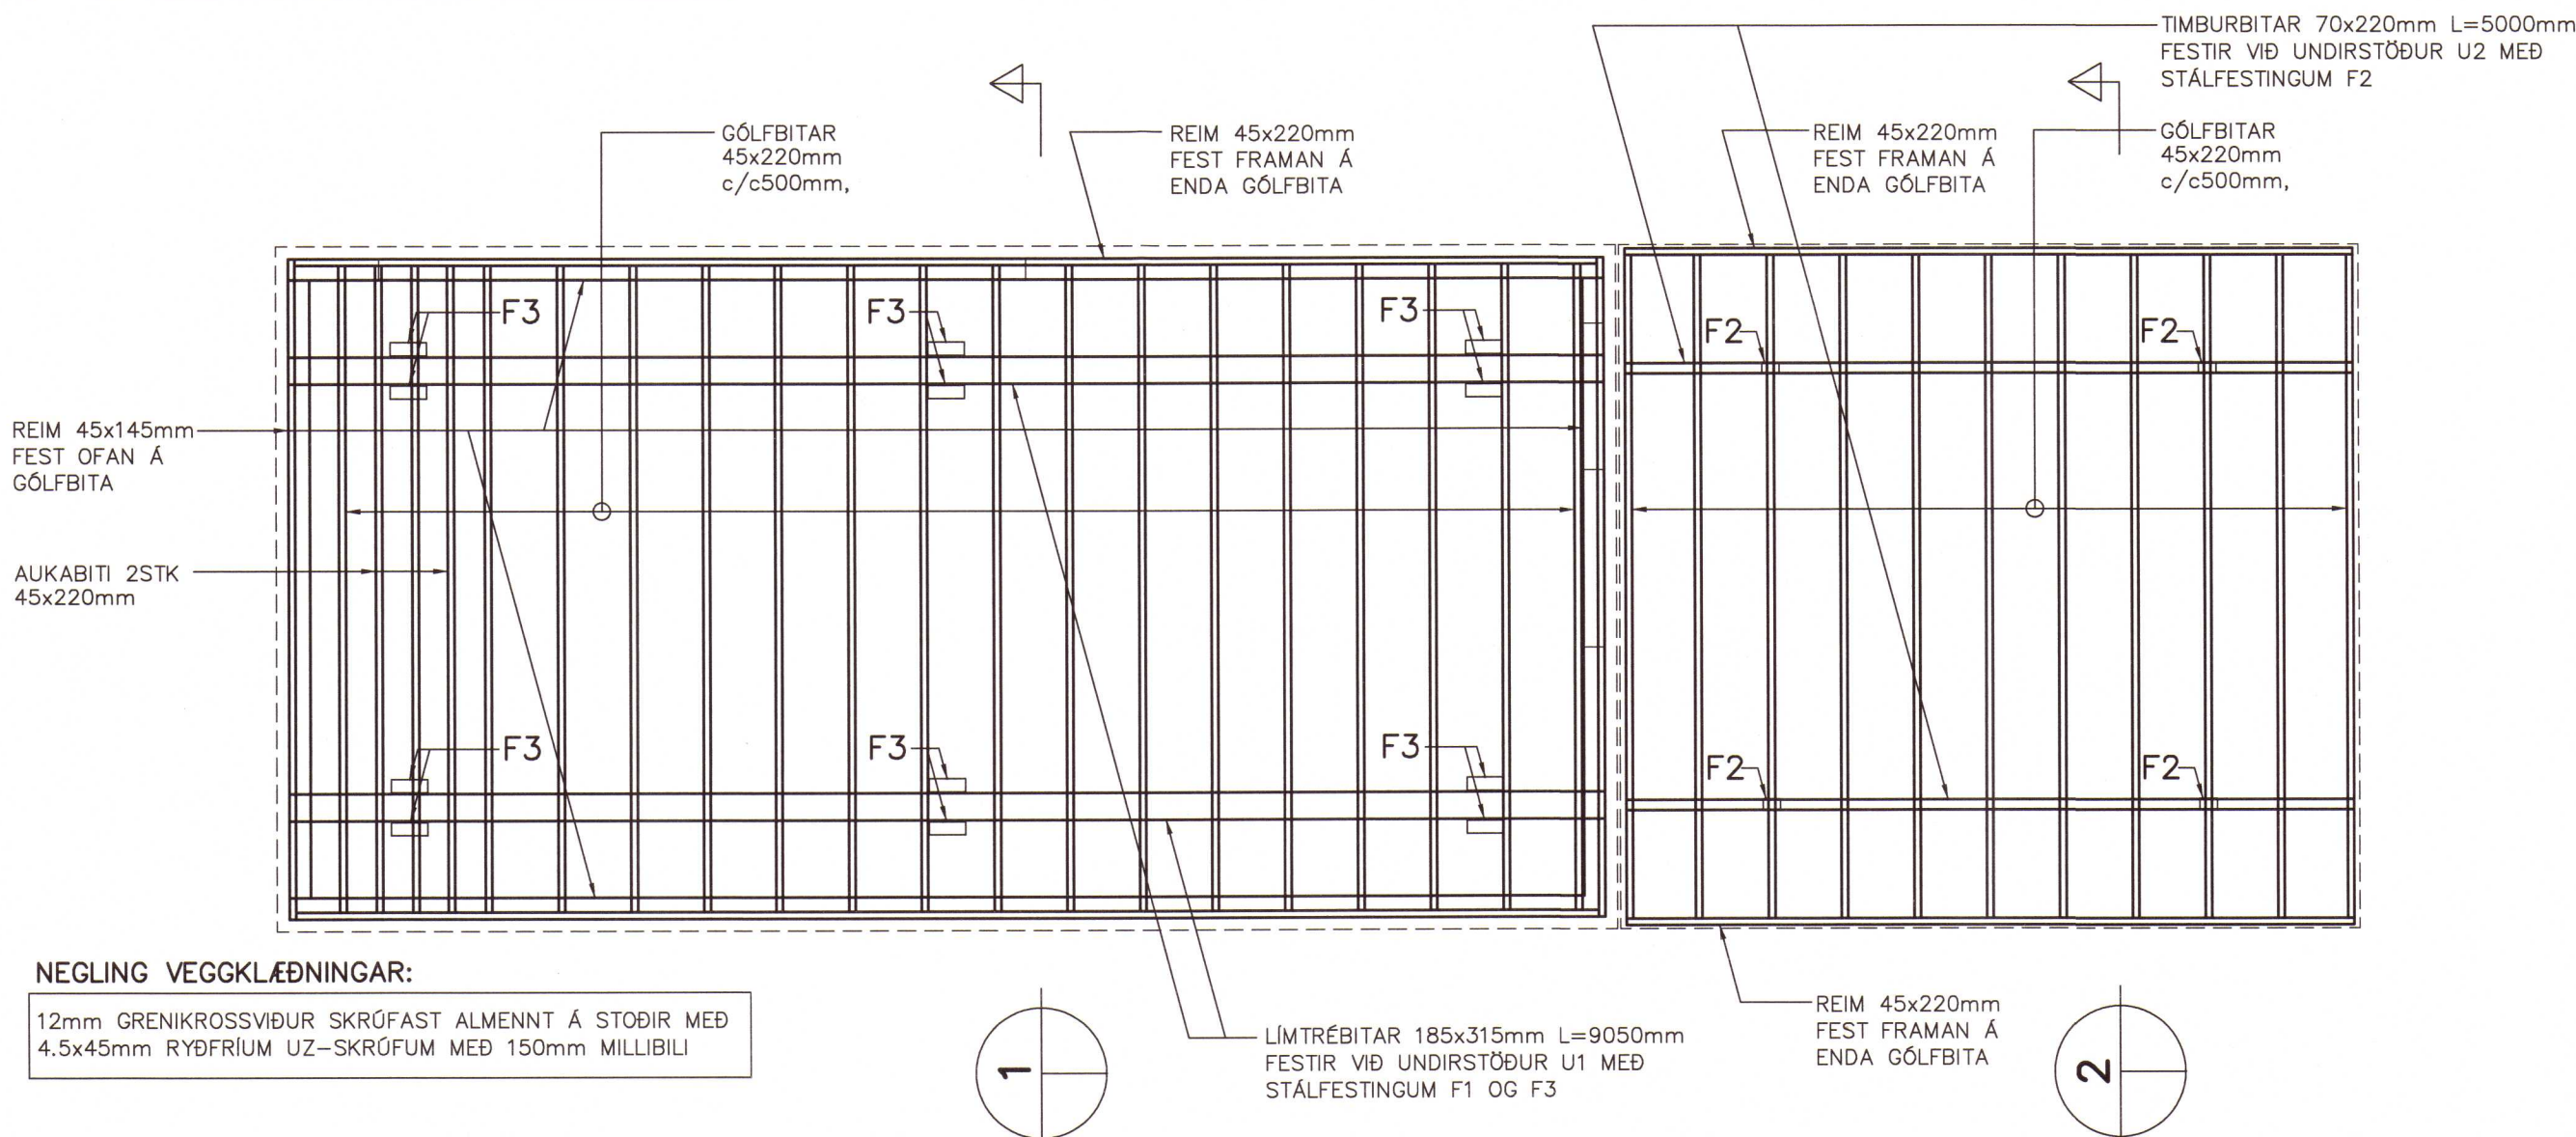 TIMBURBITAR 70x220mm L=5000mm
FESTIR VIÐ UNDIRSTÖÐUR U2 MEÐ
STÁLFESTINGUM F2
GÓLFBITAR
45x220mm
c/c500mm,
REIM 45x220mm
FEST FRAMAN Á
ENDA GÓLFBITA
REIM 45x220mm
FEST FRAMAN Á
ENDA GÓLFBITA
GÓLFBITAR
45x220mm
c/c500mm,
F3
F3
F3
F2
F2
REIM 45x145mm
FEST OFAN Á
GÓLFBITA
AUKABITI 2STK
45x220mm
F3
F3
F3
F2
F2
NEGLING VEGGKLÆÐNINGAR:
12mm GRENIKROSSVIÐUR SKRÚFAST ALMENNT Á STOÐIR MEÐ
4.5x45mm RYÐFRÍUM UZ-SKRÚFUM MEÐ 150mm MILLIBILI
1
LÍMTRÉBITAR 185x315mm L=9050mm
FESTIR VIÐ UNDIRSTÖÐUR U1 MEÐ
STÁLFESTINGUM F1 OG F3
REIM 45x220mm
FEST FRAMAN Á
ENDA GÓLFBITA
2